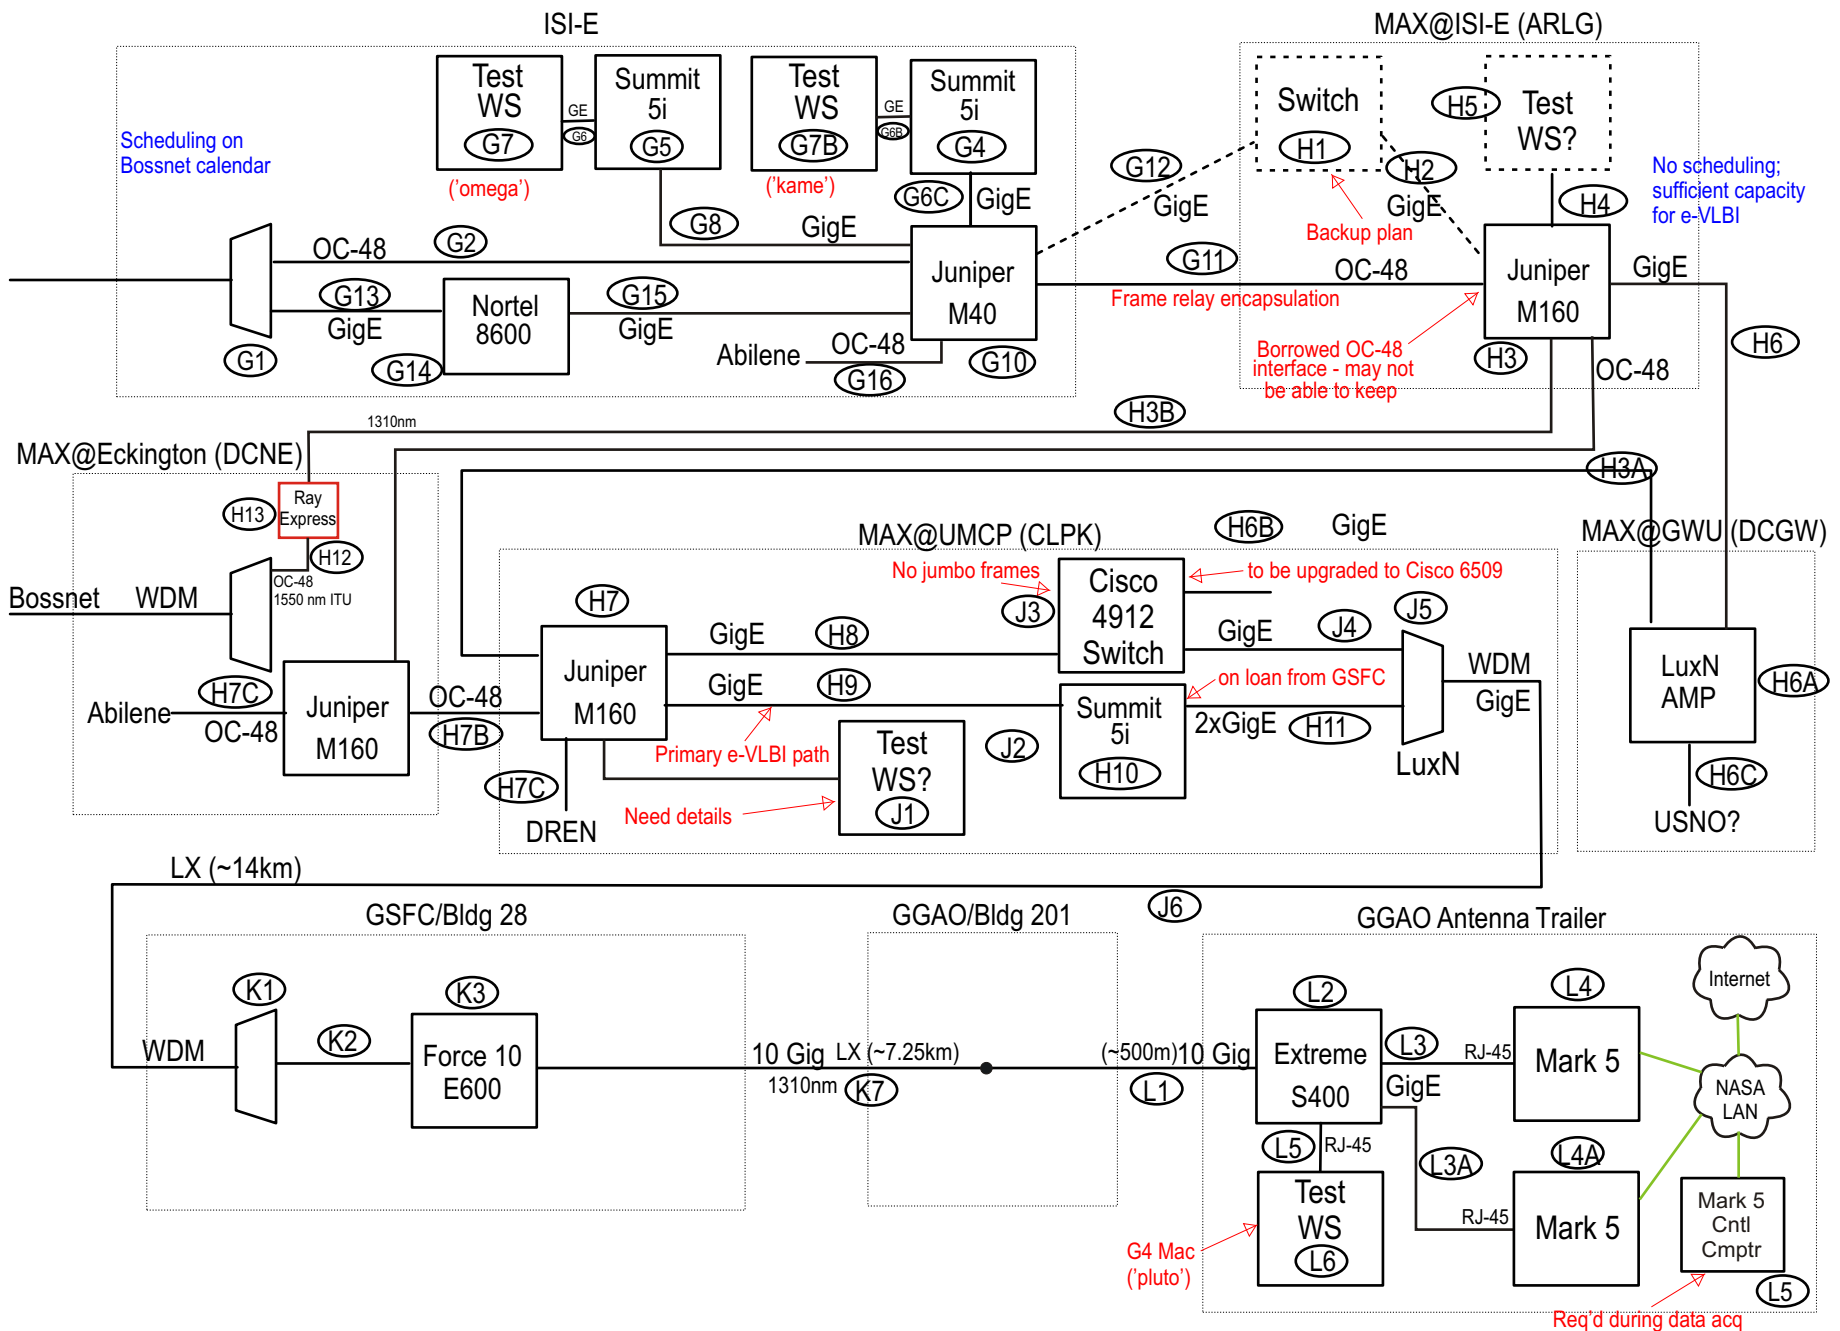 ISI-E
MAX@ISI-E (ARLG)
Scheduling on
Bossnet calendar
Test
WS
G7
('omega')
GE
G6
Summit
5i
G5
Test
WS
G7B
('kame')
GE
G6B
Summit
5i
G4
G6C
GigE
G8
GigE
G2
OC-48
G13
GigE
G1
Nortel
8600
G14
G15
GigE
Juniper
M40
G10
Abilene
OC-48
G16
G12
GigE
G11
OC-48
Frame relay encapsulation
Switch
H1
H2
GigE
Backup plan
H5
Test
WS?
H4
No scheduling;
sufficient capacity
for e-VLBI
Juniper
M160
H3
GigE
H6
OC-48
Borrowed OC-48
interface - may not
be able to keep
H3B
1310nm
H3A
MAX@Eckington (DCNE)
Ray
Express
H13
H12
OC-48
1550 nm ITU
Bossnet
WDM
H7C
Abilene
OC-48
Juniper
M160
OC-48
H7B
MAX@UMCP (CLPK)
H6B
GigE
No jumbo frames
to be upgraded to Cisco 6509
H7
Juniper
M160
H7C
DREN
GigE
H8
GigE
H9
Primary e-VLBI path
J3
Cisco
4912
Switch
GigE
J4
J5
J2
Summit
5i
H10
on loan from GSFC
2xGigE
H11
LuxN
WDM
GigE
Test
WS?
J1
Need details
MAX@GWU (DCGW)
LuxN
AMP
H6A
H6C
USNO?
LX (~14km)
J6
GSFC/Bldg 28
K1
WDM
K2
K3
Force 10
E600
10 Gig
1310nm
GGAO/Bldg 201
LX (~7.25km)
K7
(~500m)
L1
10 Gig
GGAO Antenna Trailer
L2
Extreme
S400
L3
RJ-45
GigE
L4
Mark 5
L5
RJ-45
L3A
RJ-45
L4A
Mark 5
Test
WS
L6
G4 Mac
('pluto')
Internet
NASA
LAN
Mark 5
Cntl
Cmptr
L5
Req'd during data acq